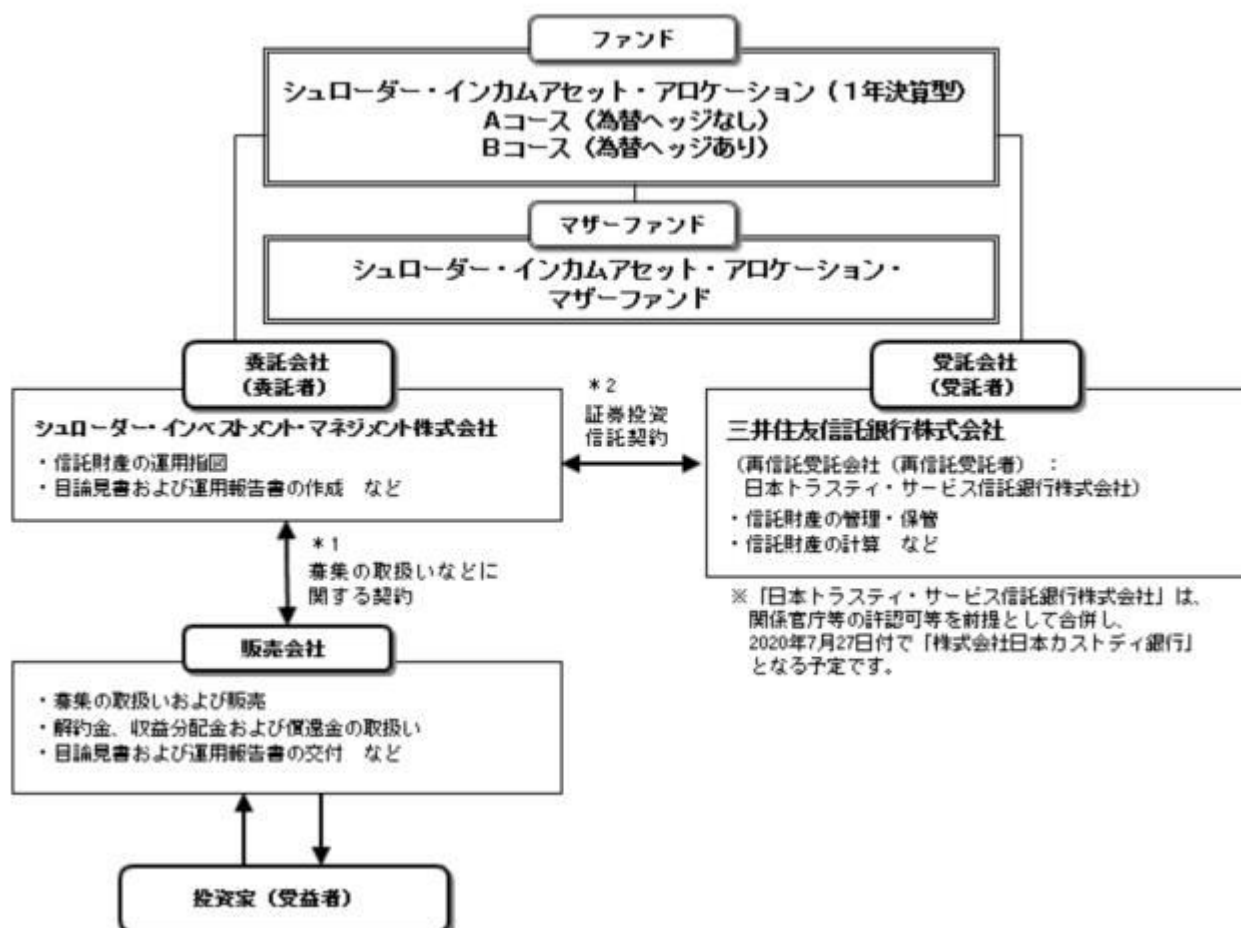 ファンド
シュローダー・インカムアセット・アロケーション(1年決算型)
Aコース(為替ヘッジなし)
Bコース(為替ヘッジあり)
マザーファンド
シュローダー・インカムアセット・アロケーション・
マザーファンド
委託会社
(委託者)
シュローダー・インベストメント・マネジメント株式会社
・信託財産の運用指図
・目論見書および運用報告書の作成 など
*2
証券投資
信託契約
受託会社
(受託者)
三井住友信託銀行株式会社
(再信託受託会社(再信託受託者) :
日本トラスティ・サービス信託銀行株式会社)
・信託財産の管理・保管
・信託財産の計算 など
※「日本トラスティ・サービス信託銀行株式会社」は、
関係官庁等の許認可等を前提として合併し、
2020年7月27日付で「株式会社日本カストディ銀行」
となる予定です。
*1
募集の取扱いなどに
関する契約
販売会社
・募集の取扱いおよび販売
・解約金、収益分配金および償還金の取扱い
・目論見書および運用報告書の交付 など
投資家(受益者)